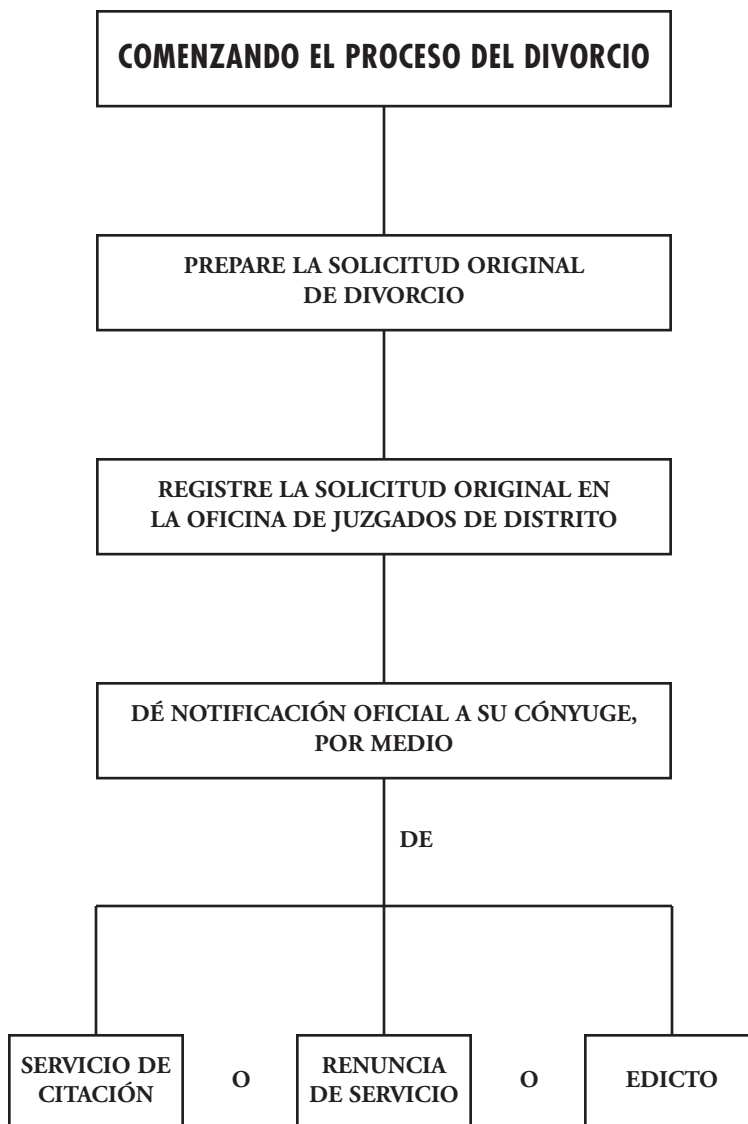 COMENZANDO EL PROCESO DEL DIVORCIO
PREPARE LA SOLICITUD ORIGINAL
DE DIVORCIO
REGISTRE LA SOLICITUD ORIGINAL EN
LA OFICINA DE JUZGADOS DE DISTRITO
DÉ NOTIFICACIÓN OFICIAL A SU CÓNYUGE,
POR MEDIO
DE
SERVICIO DE
CITACIÓN
O
RENUNCIA
DE SERVICIO
O
EDICTO